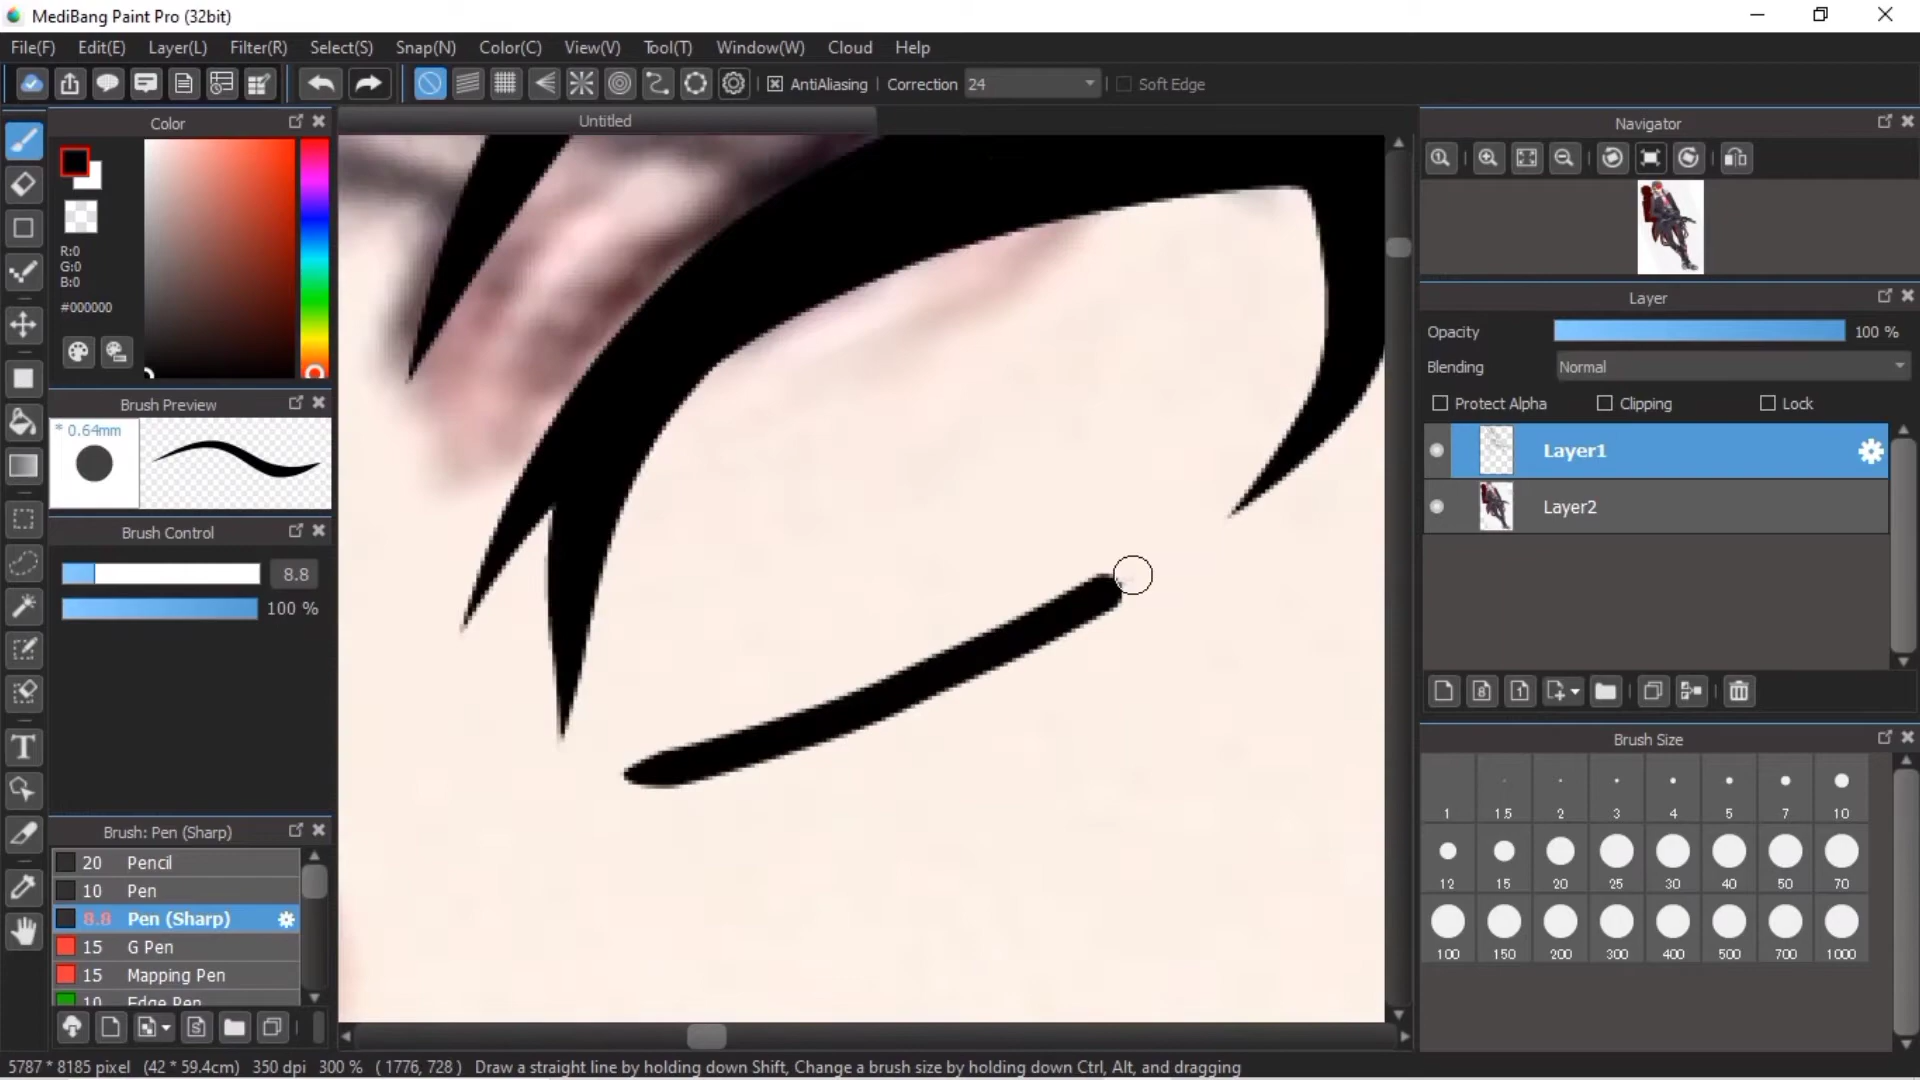 MediBang Paint Pro (32bit)
File(F) Edit(E) Layer(L) Filter(R) Select(S) Snap(N) Color(C) View(V) Tool(T) Window(W) Cloud Help
AntiAliasing Correction 24 Soft Edge
Color
R:0
G:0
B:0
#000000
Brush Preview
* 0.64mm
Brush Control
8.8
100 %
Brush: Pen (Sharp)
20 Pencil
10 Pen
8.8 Pen (Sharp)
15 G Pen
15 Mapping Pen
10 Edge Pen
Untitled
Navigator
Layer
Opacity 100 %
Blending Normal
Protect Alpha Clipping Lock
Layer1
Layer2
Brush Size
1 1.5 2 3 4 5 7 10
12 15 20 25 30 40 50 70
100 150 200 300 400 500 700 1000
5787 * 8185 pixel (42 * 59.4cm) 350 dpi 300 % ( 1776, 728 ) Draw a straight line by holding down Shift, Change a brush size by holding down Ctrl, Alt, and dragging